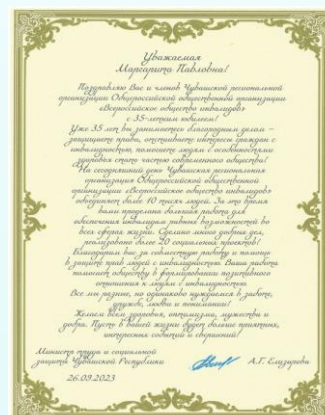 Уважаемая
Маргарита Павловна!
Поздравляю Вас и членов Чувашской региональной
организации Общероссийской общественной организации
«Всероссийское общество инвалидов»
с 35-летним юбилеем!
Уже 35 лет вы занимаетесь благородным делом –
защищаете права, отстаиваете интересы граждан с
инвалидностью, помогаете людям с особенностями
здоровья стать частью современного общества!
На сегодняшний день Чувашская региональная
организация Общероссийской общественной
организации «Всероссийское общество инвалидов»
объединяет более 10 тысяч людей. За это время
вами проделана большая работа для
обеспечения инвалидам равных возможностей во
всех сферах жизни. Сделано много добрых дел,
реализовано более 20 социальных проектов!
Благодарим вас за совместную работу и помощь
в защите прав людей с инвалидностью. Ваша работа
помогает обществу в формировании позитивного
отношения к людям с инвалидностью.
Все мы разные, но одинаково нуждаемся в заботе,
дружбе, любви и понимании!
Желаем всем здоровья, оптимизма, мужества и
добра. Пусть в вашей жизни будет больше приятных,
интересных событий и свершений!
Министр труда и социальной
защиты Чувашской Республики
А.Г. Елизарова
26.09.2023